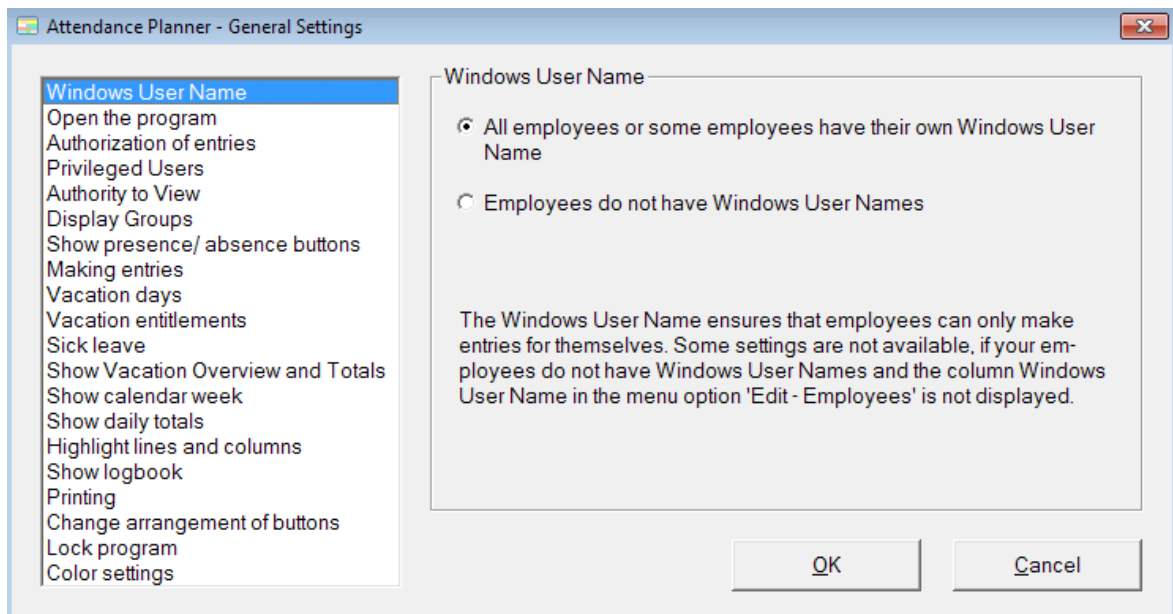 Attendance Planner - General Settings
Windows User Name
Open the program
Authorization of entries
Privileged Users
Authority to View
Display Groups
Show presence/ absence buttons
Making entries
Vacation days
Vacation entitlements
Sick leave
Show Vacation Overview and Totals
Show calendar week
Show daily totals
Highlight lines and columns
Show logbook
Printing
Change arrangement of buttons
Lock program
Color settings
Windows User Name
All employees or some employees have their own Windows User
Name
Employees do not have Windows User Names
The Windows User Name ensures that employees can only make
entries for themselves. Some settings are not available, if your em-
ployees do not have Windows User Names and the column Windows
User Name in the menu option 'Edit - Employees' is not displayed.
OK
Cancel